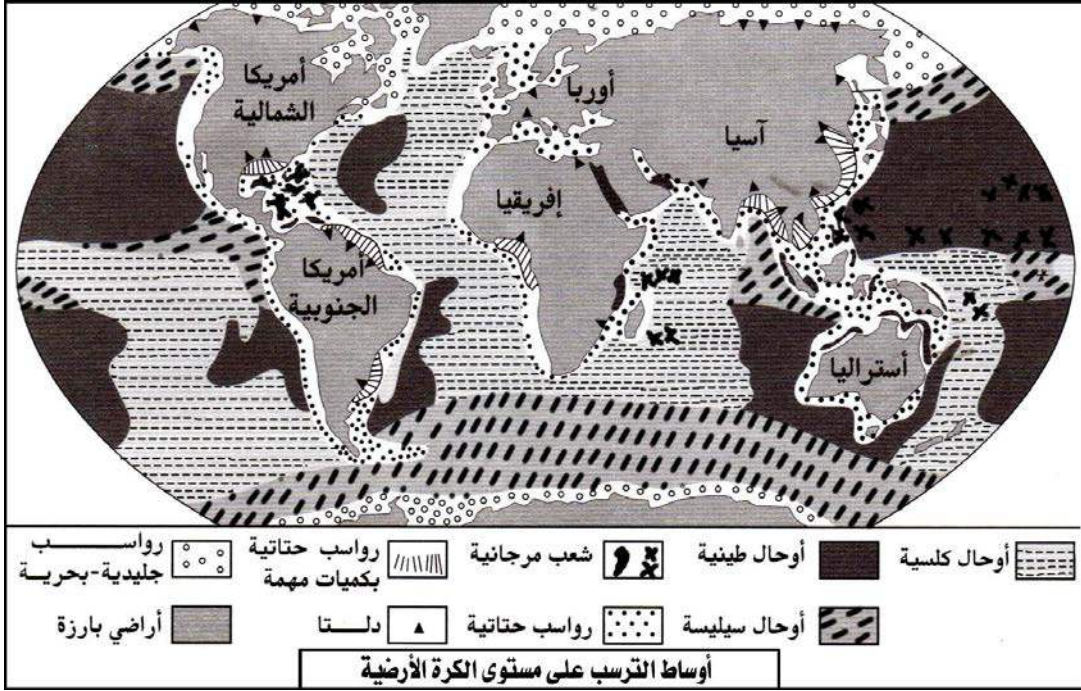 أمريكا
الشمالية
أوربا
آسيا
إفريقيا
أمريكا
الجنوبية
أستراليا
أوحال كلسية
أوحال طينية
شعب مرجانية
رواسب حتاتية
بكميات مهمة
رواسب
جليدية-بحرية
أوحال سيليسة
رواسب حتاتية
دلتا
أراضي بارزة
أوساط الترسب على مستوى الكرة الأرضية